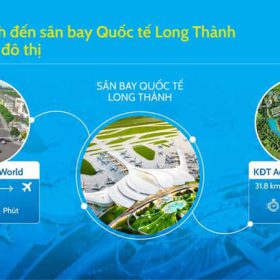 h đến sân bay Quốc tế Long Thành
đô thị
SÂN BAY QUỐC TẾ
LONG THÀNH
World
Phút
KĐT A
31,8 km